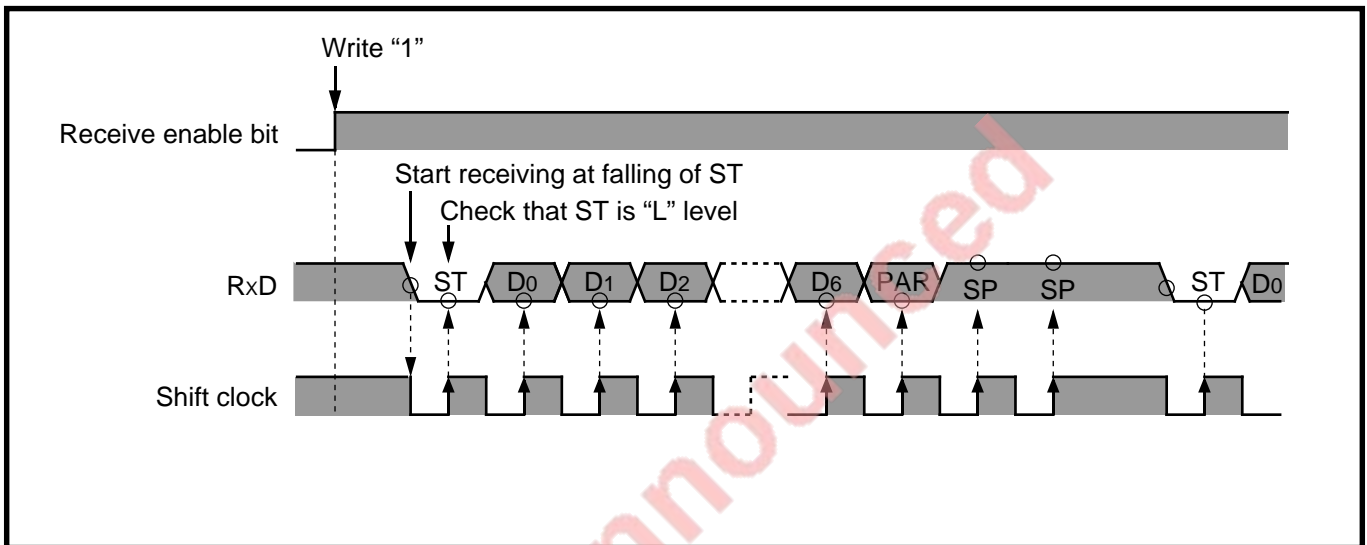 Write “1”
Receive enable bit
Start receiving at falling of ST
Check that ST is “L” level
RxD ST D0 D1 D2 D6 PAR SP SP ST D0
Shift clock
nnounced